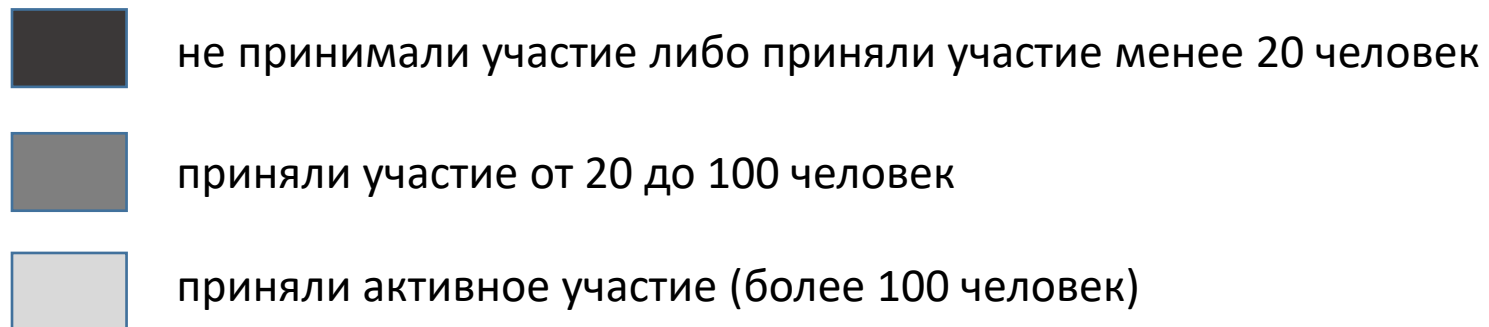 не принимали участие либо приняли участие менее 20 человек
приняли участие от 20 до 100 человек
приняли активное участие (более 100 человек)